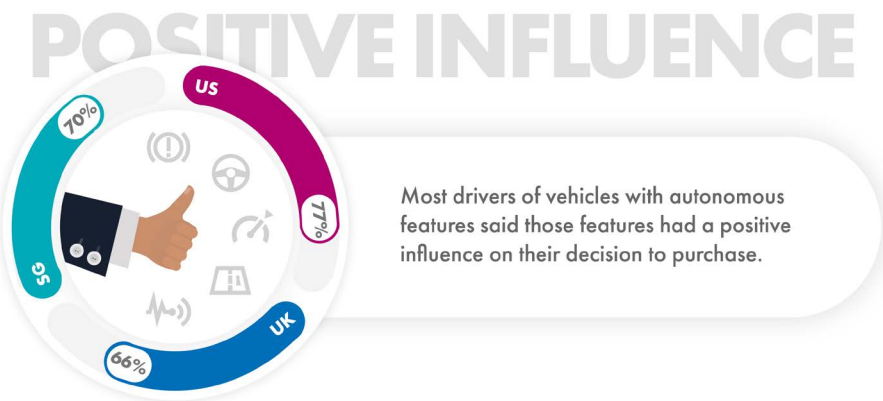 POSITIVE INFLUENCE
US
77%
UK
66%
SG
70%
Most drivers of vehicles with autonomous
features said those features had a positive
influence on their decision to purchase.